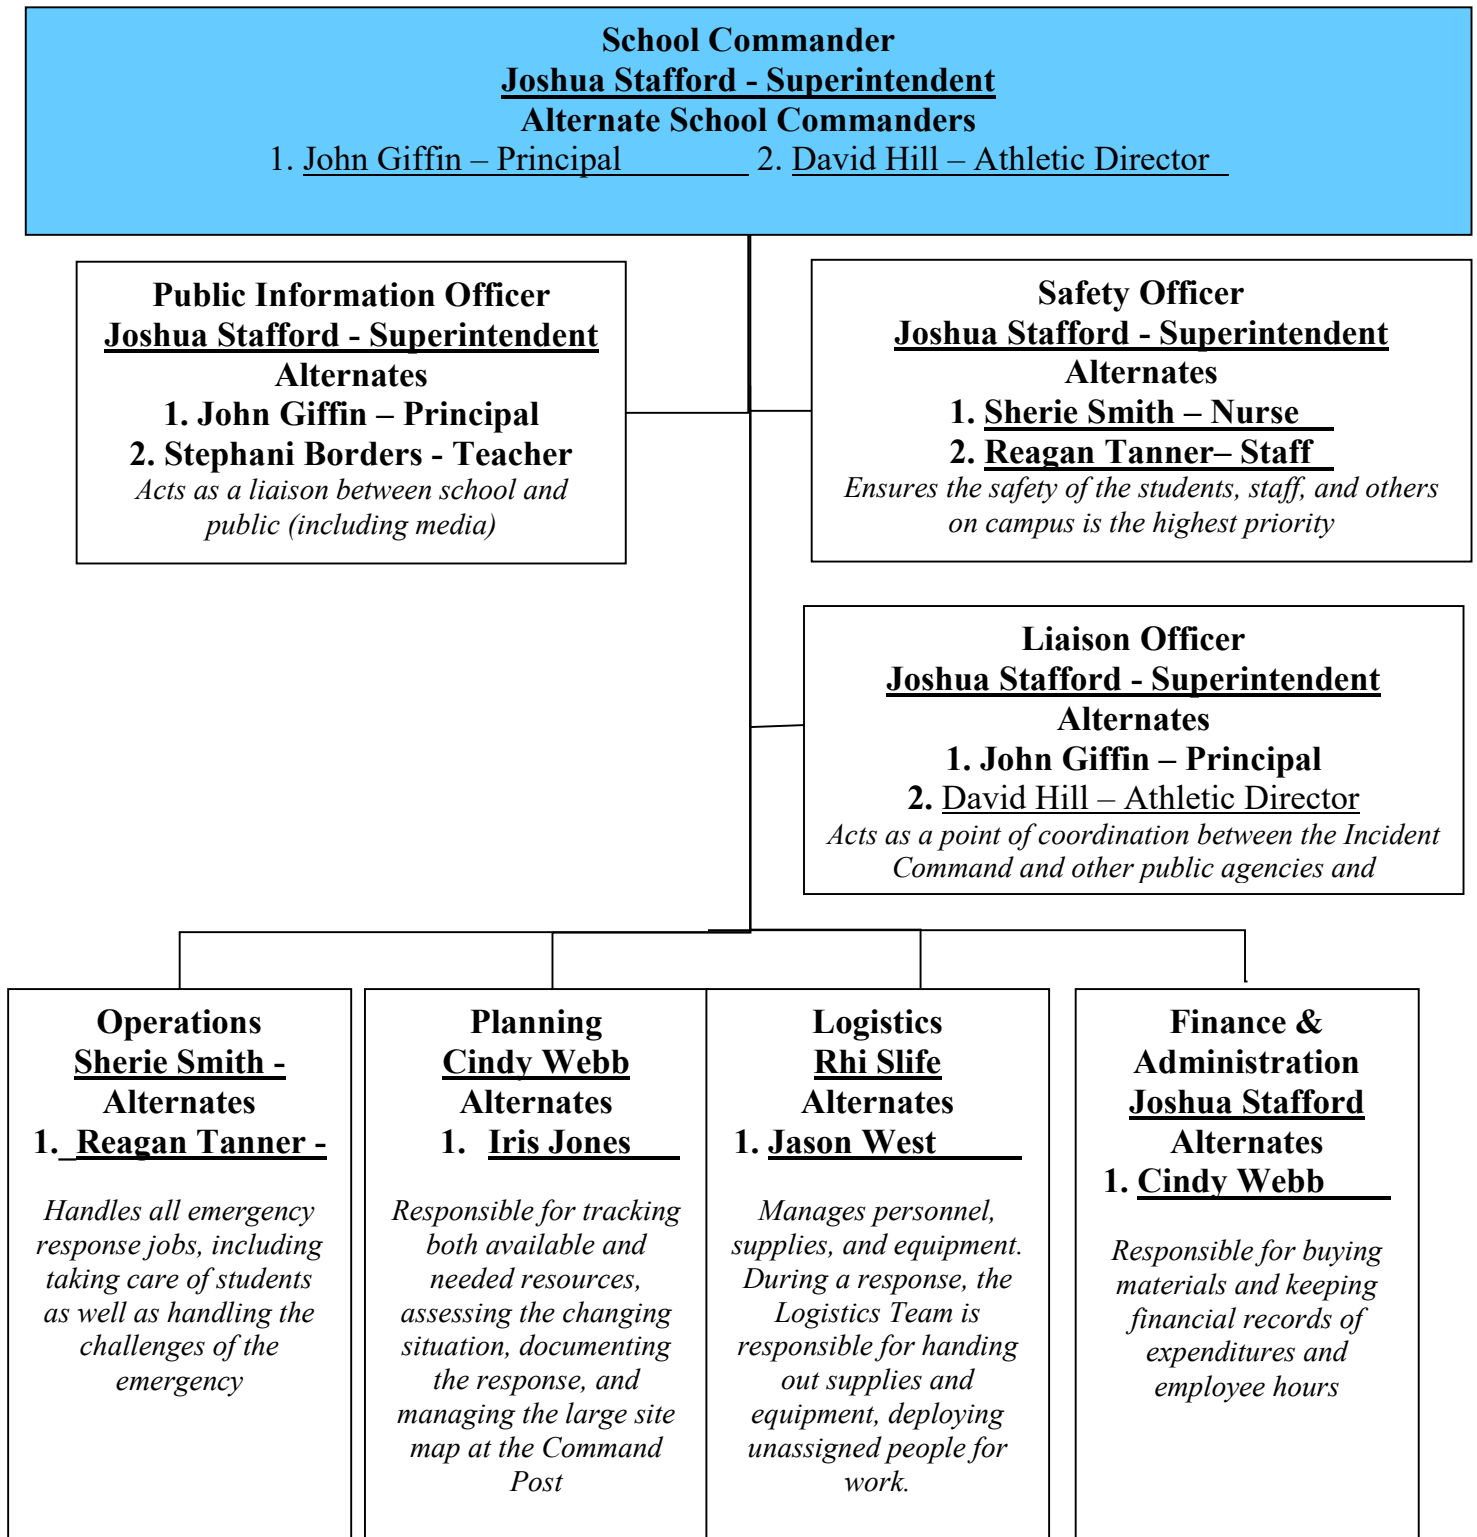 School Commander
Joshua Stafford - Superintendent
Alternate School Commanders
1. John Giffin – Principal 2. David Hill – Athletic Director
Public Information Officer
Joshua Stafford - Superintendent
Alternates
1. John Giffin – Principal
2. Stephani Borders - Teacher
Acts as a liaison between school and
public (including media)
Safety Officer
Joshua Stafford - Superintendent
Alternates
1. Sherie Smith – Nurse
2. Reagan Tanner– Staff
Ensures the safety of the students, staff, and others
on campus is the highest priority
Liaison Officer
Joshua Stafford - Superintendent
Alternates
1. John Giffin – Principal
2. David Hill – Athletic Director
Acts as a point of coordination between the Incident
Command and other public agencies and
Operations
Sherie Smith -
Alternates
1._Reagan Tanner -
Handles all emergency
response jobs, including
taking care of students
as well as handling the
challenges of the
emergency
Planning
Cindy Webb
Alternates
1. Iris Jones
Responsible for tracking
both available and
needed resources,
assessing the changing
situation, documenting
the response, and
managing the large site
map at the Command
Post
Logistics
Rhi Slife
Alternates
1. Jason West
Manages personnel,
supplies, and equipment.
During a response, the
Logistics Team is
responsible for handing
out supplies and
equipment, deploying
unassigned people for
work.
Finance &
Administration
Joshua Stafford
Alternates
1. Cindy Webb
Responsible for buying
materials and keeping
financial records of
expenditures and
employee hours